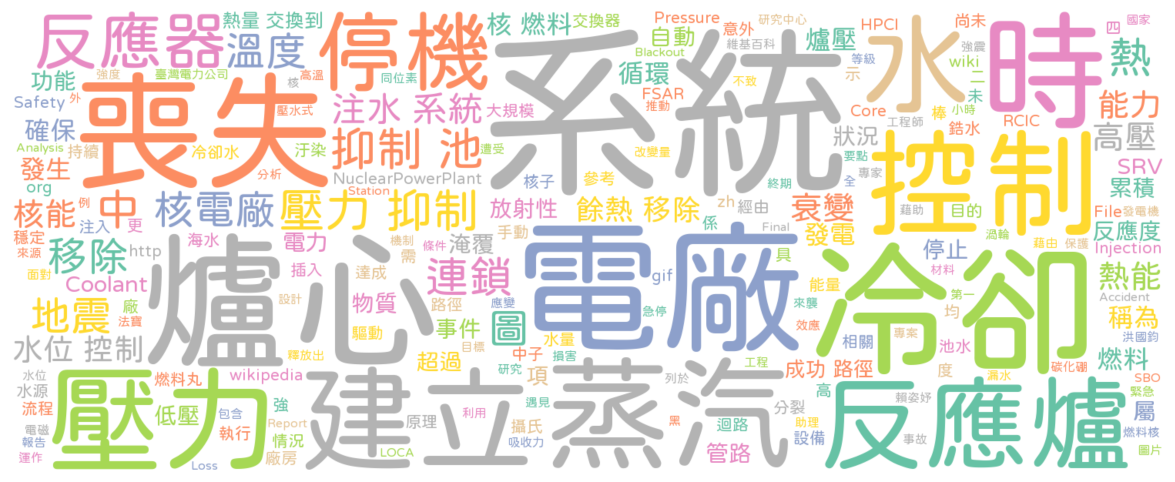 反應器
熱量 交換到
溫度
停機
核 燃料
交換器
Pressure
自動
Blackout
意外
維基百科
研究中心
爐壓
HPCI
等級
水
尚未
強震
wiki
時
四
國家
二
熱
功能
強度
臺灣電力公司
核
高溫
同位素
循環
不致
示
未
Safety
外
壓水式
注水 系統
大規模
FSAR
推動
Core
棒
小時
能力
確保
喪失
系統
遭受
工程師
鋯水
RCIC
Analysis
持續
冷卻水
汙染
分析
抑制 池
改變量
狀況
控制
高壓
發生
NuclearPowerPlant
要點
SRV
org
Station
核子
參考
終期
全
專家
累積
核能
中
核電廠
壓力 抑制
放射性
餘熱 移除
zh
經由
衰變
藉助
目的
File
發電機
例
注入
更
係
發電
渦輪
反應度
穩定
來源
http
海水
電力
機制
需
手動
淹覆
Final
停止
藉由
保護
移除
爐心
條件
電廠
具
Injection
面對
插入
達成
連鎖
gif
能量
材料
冷卻
熱能
Coolant
設計
物質
路徑
應變
急停
來襲
第一
Accident
地震
廠
法寶
驅動
事件
圖
水量
效應
均
稱為
釋放出
目標
超過
中子
損害
相關
專案
池水
洪國鈞
水位 控制
研究
工程
成功 路徑
度
漏水
碳化硼
燃料
水位
壓力
燃料丸
wikipedia
建立
項
蒸汽
列於
高
賴姿妤
SBO
緊急
水源
低壓
強
原理
利用
遇見
黑
分裂
助理
反應爐
屬
流程
包含
攝氏
迴路
設備
事故
電磁
報告
執行
Report
情況
吸收力
管路
燃料核
運作
Loss
廠房
LOCA
圖片